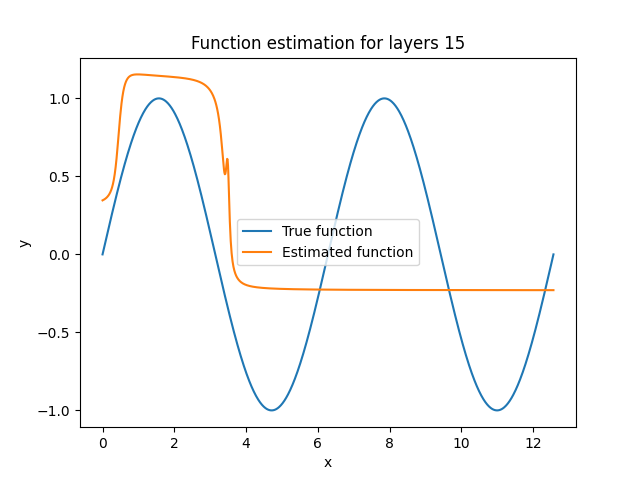 Function estimation for layers 15
y
1.0
0.5
0.0
−0.5
−1.0
True function
Estimated function
0 2 4 6 8 10 12
x